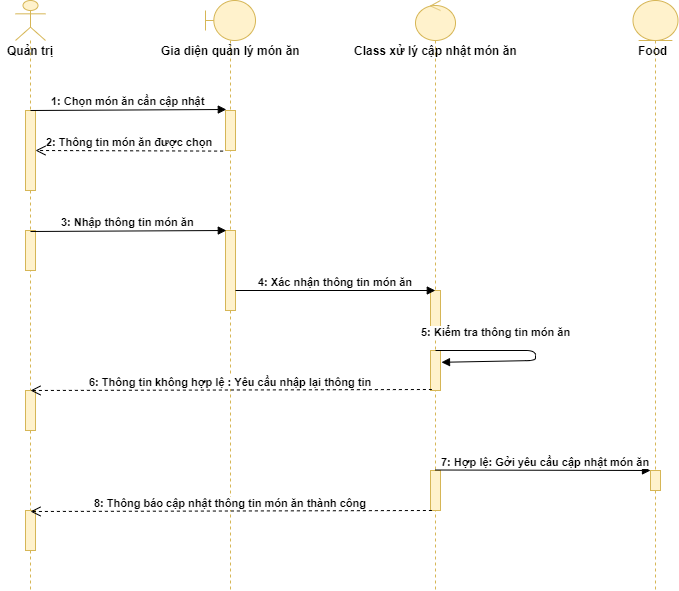 Quản trị
Gia diện quản lý món ăn
Class xử lý cập nhật món ăn
Food
1: Chọn món ăn cần cập nhật
2: Thông tin món ăn được chọn
3: Nhập thông tin món ăn
4: Xác nhận thông tin món ăn
5: Kiểm tra thông tin món ăn
6: Thông tin không hợp lệ : Yêu cầu nhập lại thông tin
7: Hợp lệ: Gởi yêu cầu cập nhật món ăn
8: Thông báo cập nhật thông tin món ăn thành công